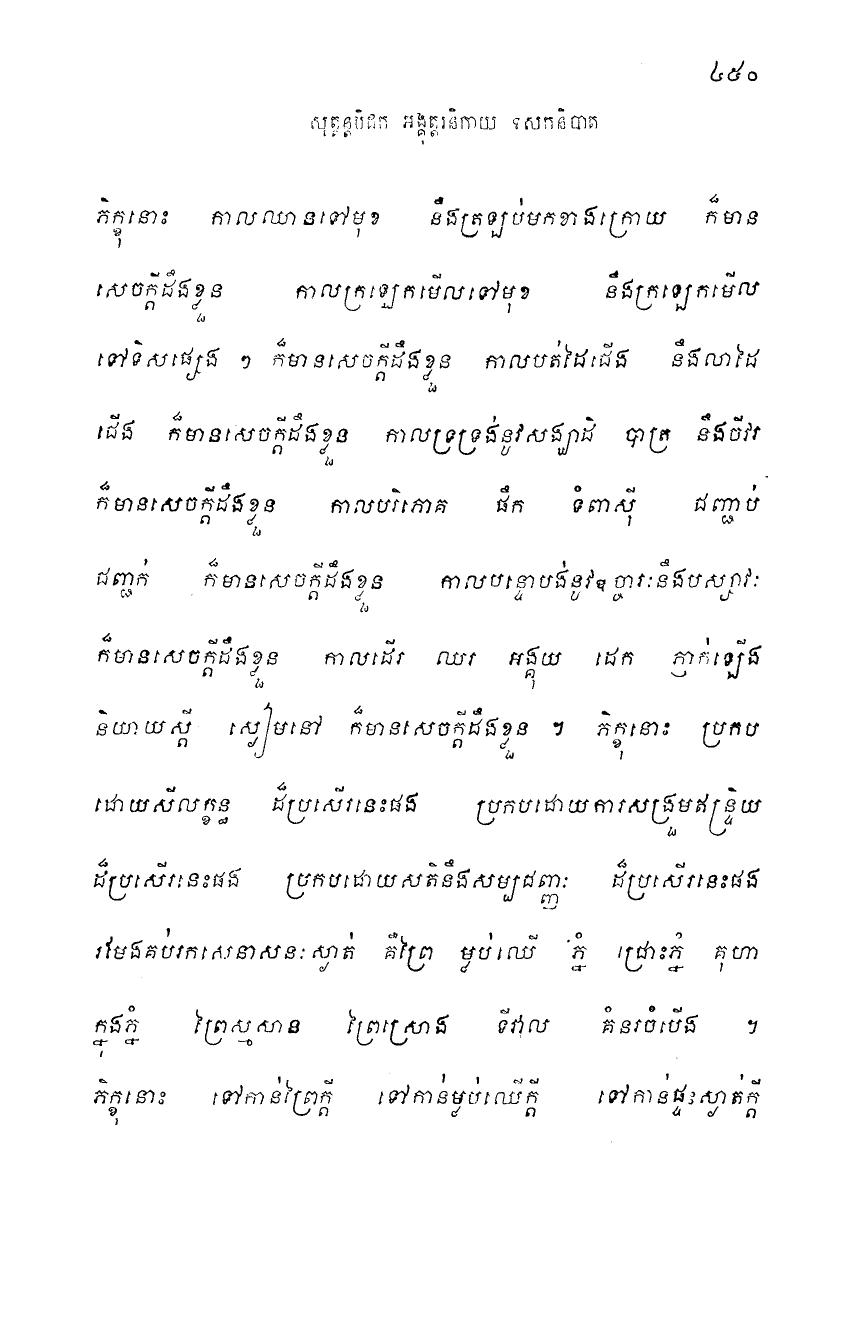 ៤៥០
សុត្តន្តបិដក អង្គុត្តរនិកាយ ទសកនិបាត
ភិក្ខុនោះ កាលឈានទៅមុខ នឹងត្រឡប់មកខាងក្រោយ ក៏មាន
សេចក្តីដឹងខ្លួន កាលក្រឡេកមើលទៅមុខ នឹងក្រឡេកមើល
ទៅទិសផ្សេង ៗ ក៏មានសេចក្តីដឹងខ្លួន កាលបត់ដៃជើង នឹងលាដៃ
ជើង ក៏មានសេចក្តីដឹងខ្លួន កាលទ្រទ្រង់នូវសង្ឃាដិ បាត្រ នឹងចីវរ
ក៏មានសេចក្តីដឹងខ្លួន កាលបរិភោគ ផឹក ទំពាស៊ី ជញ្ជាប់
ជញ្ជក់ ក៏មានសេចក្តីដឹងខ្លួន កាលបន្ទោបង់នូវឧច្ចារៈនឹងបស្សាវៈ
ក៏មានសេចក្តីដឹងខ្លួន កាលដើរ ឈរ អង្គុយ ដេក ភ្ញាក់ឡើង
និយាយស្តី ស្ងៀមនៅ ក៏មានសេចក្តីដឹងខ្លួន ។ ភិក្ខុនោះ ប្រកប
ដោយសីលក្ខន្ធ ដ៏ប្រសើរនេះផង ប្រកបដោយការសង្រួមឥន្ទ្រិយ
ដ៏ប្រសើរនេះផង ប្រកបដោយសតិនឹងសម្បជញ្ញៈ ដ៏ប្រសើរនេះផង
រមែងគប់រកសេនាសនៈស្ងាត់ គឺព្រៃ ម្លប់ឈើ ភ្នំ ជ្រោះភ្នំ គុហា
ក្នុងភ្នំ ព្រៃស្មសាន ព្រៃស្រោង ទីវាល គំនរចំបើង ។
ភិក្ខុនោះ ទៅកាន់ព្រៃក្តី ទៅកាន់ម្លប់ឈើក្តី ទៅកាន់ផ្ទះស្ងាត់ក្តី